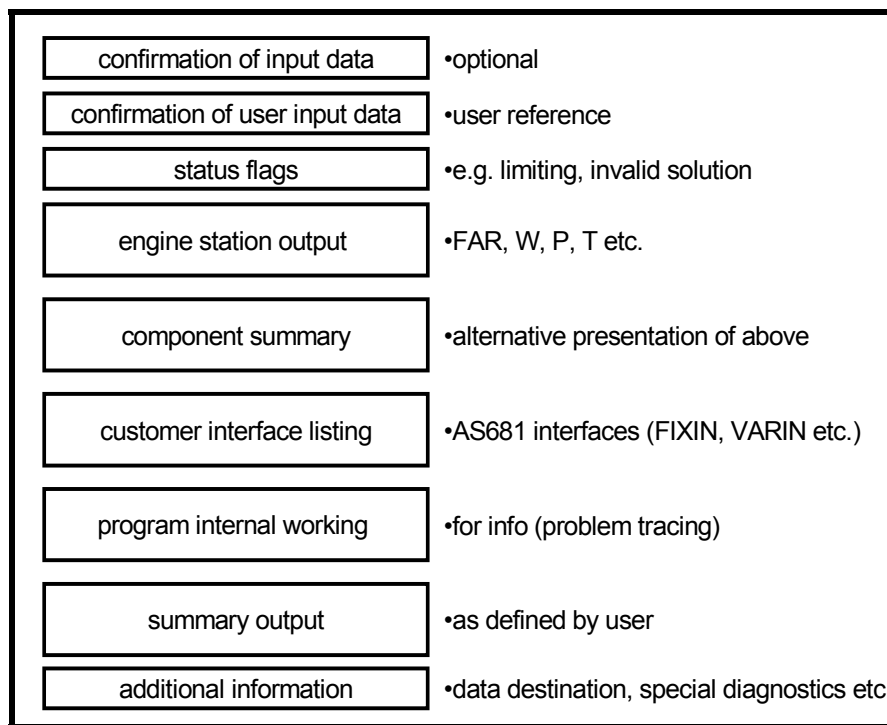 confirmation of input data •optional
confirmation of user input data •user reference
status flags •e.g. limiting, invalid solution
engine station output •FAR, W, P, T etc.
component summary •alternative presentation of above
customer interface listing •AS681 interfaces (FIXIN, VARIN etc.)
program internal working •for info (problem tracing)
summary output •as defined by user
additional information •data destination, special diagnostics etc